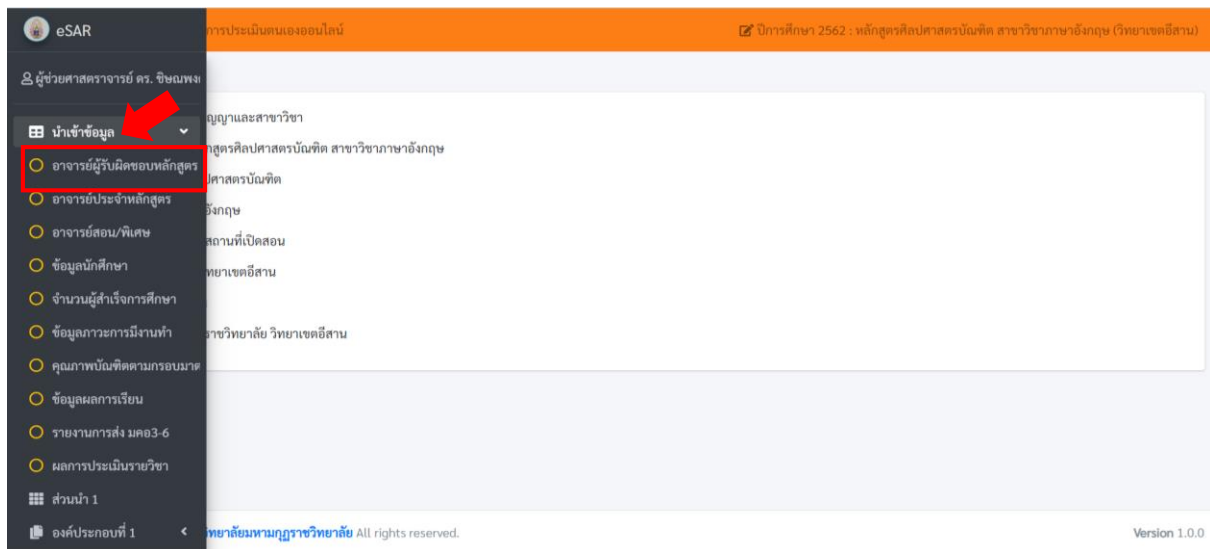 eSAR
การประเมินตนเองออนไลน์
ปีการศึกษา 2562 : หลักสูตรศิลปศาสตรบัณฑิต สาขาวิชาภาษาอังกฤษ (วิทยาเขตอีสาน)
ผู้ช่วยศาสตราจารย์ ดร. ชิษณพงศ
นำเข้าข้อมูล
อาจารย์ผู้รับผิดชอบหลักสูตร
อาจารย์ประจำหลักสูตร
อาจารย์สอน/พิเศษ
ข้อมูลนักศึกษา
จำนวนผู้สำเร็จการศึกษา
ข้อมูลภาวะการมีงานทำ
คุณภาพบัณฑิตตามกรอบมาต
ข้อมูลผลการเรียน
รายงานการส่ง มคอ3-6
ผลการประเมินรายวิชา
ส่วนนำ 1
องค์ประกอบที่ 1
ญญาและสาขาวิชา
กสูตรศิลปศาสตรบัณฑิต สาขาวิชาภาษาอังกฤษ
ปศาสตรบัณฑิต
อังกฤษ
สถานที่เปิดสอน
ทยาเขตอีสาน
ราชวิทยาลัย วิทยาเขตอีสาน
วิทยาลัยมหามกุฏราชวิทยาลัย All rights reserved.
Version 1.0.0